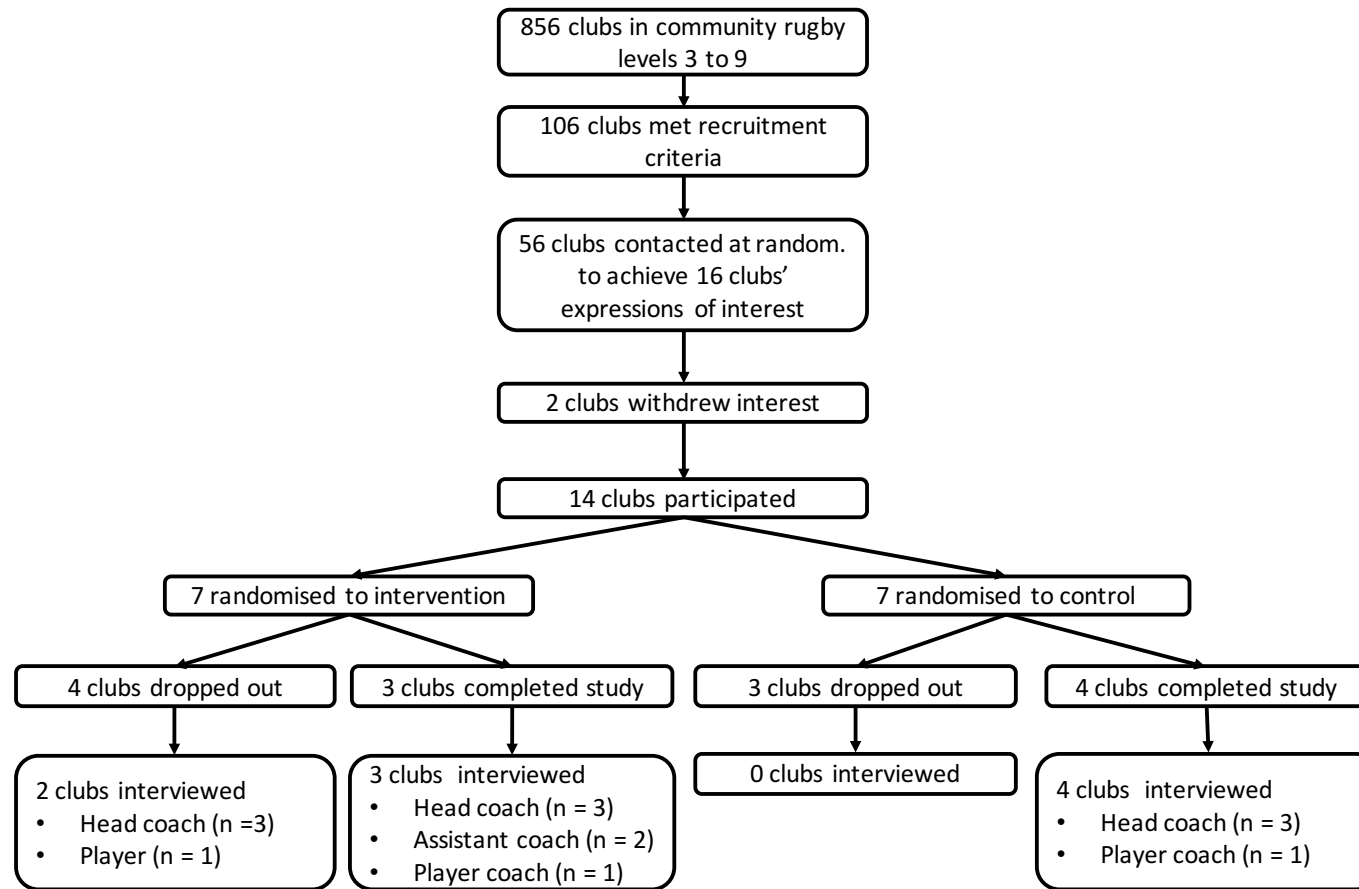 856 clubs in community rugby
levels 3 to 9
106 clubs met recruitment
criteria
56 clubs contacted at random.
to achieve 16 clubs’
expressions of interest
2 clubs withdrew interest
14 clubs participated
7 randomised to intervention
7 randomised to control
4 clubs dropped out
3 clubs completed study
3 clubs dropped out
4 clubs completed study
2 clubs interviewed
• Head coach (n =3)
• Player (n = 1)
3 clubs interviewed
• Head coach (n = 3)
• Assistant coach (n = 2)
• Player coach (n = 1)
0 clubs interviewed
4 clubs interviewed
• Head coach (n = 3)
• Player coach (n = 1)